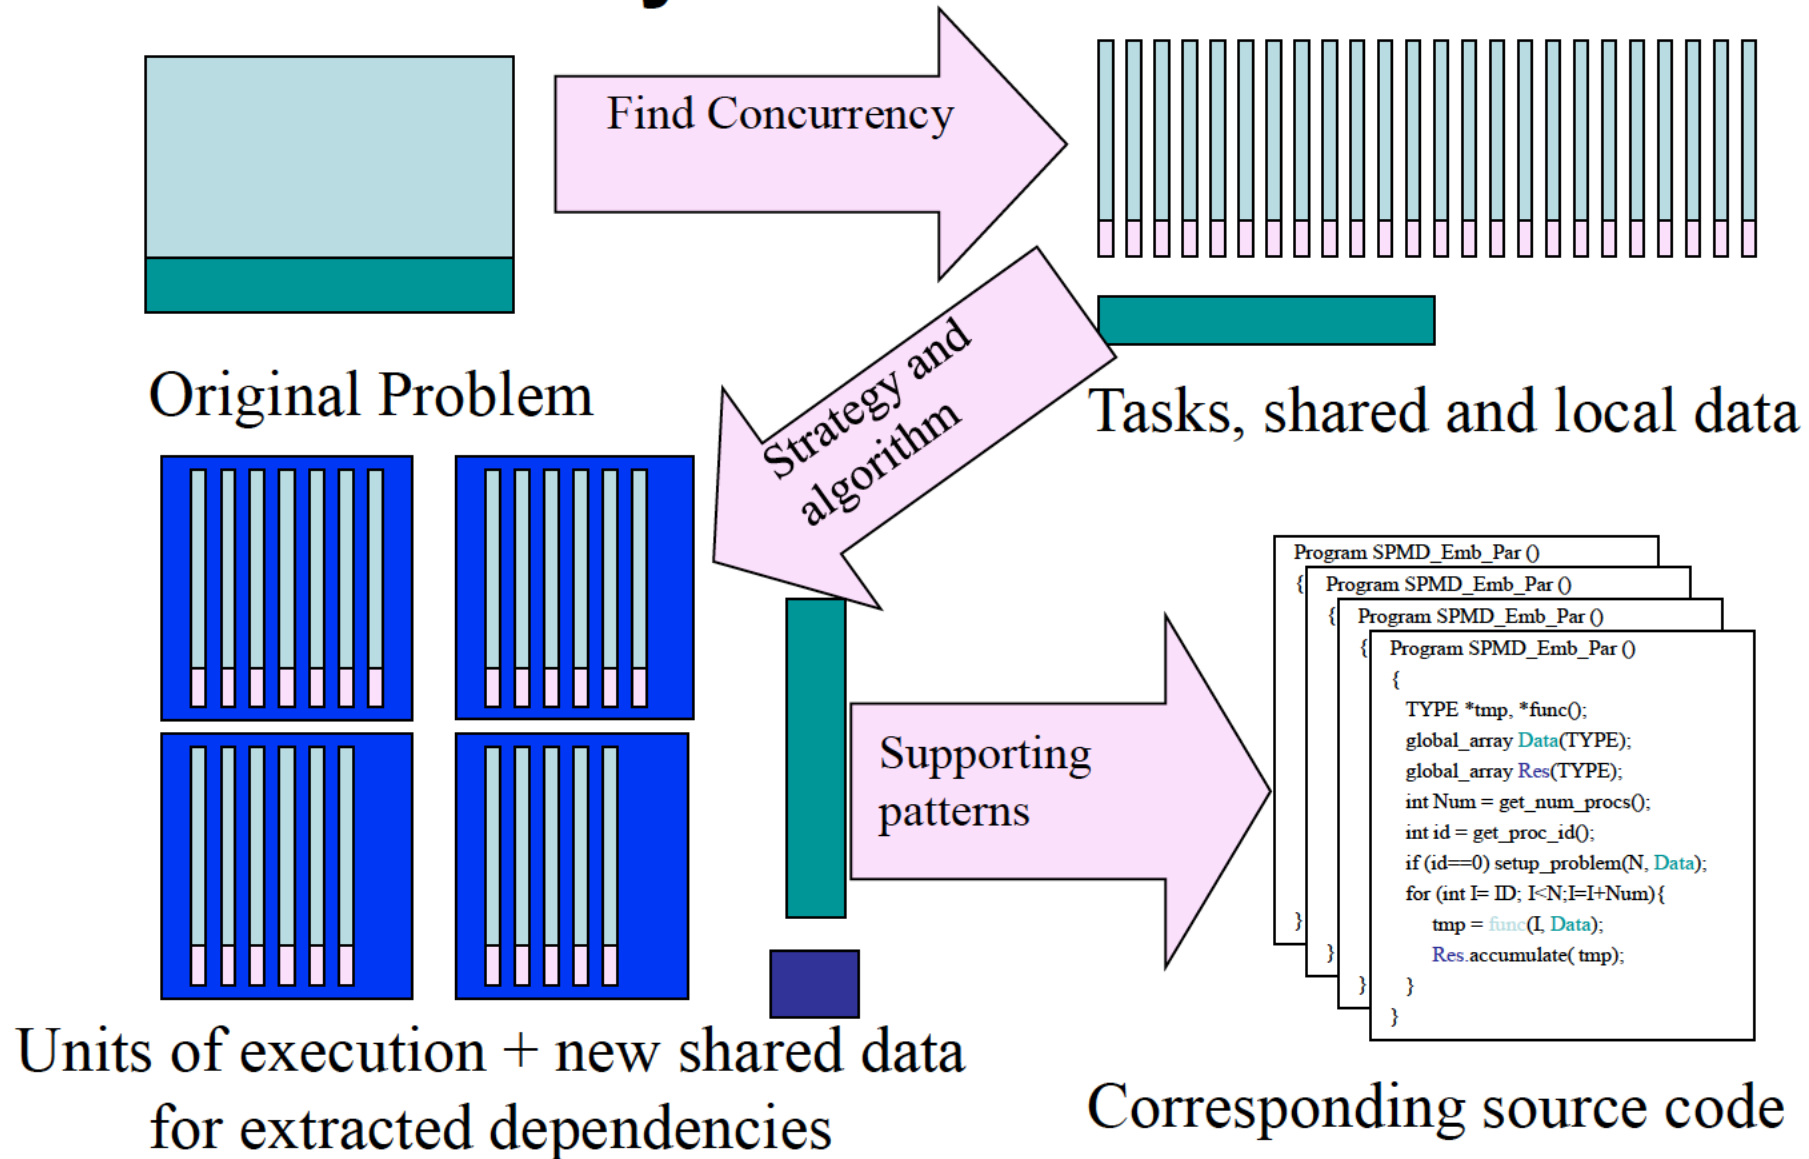 Find Concurrency
Original Problem
Tasks, shared and local data
Strategy and
algorithm
Units of execution + new shared data
for extracted dependencies
Supporting
patterns
Program SPMD_Emb_Par ()
{
Program SPMD_Emb_Par ()
{
Program SPMD_Emb_Par ()
{
Program SPMD_Emb_Par ()
{
TYPE *tmp, *func();
global_array Data(TYPE);
global_array Res(TYPE);
int Num = get_num_procs();
int id = get_proc_id();
if (id==0) setup_problem(N, Data);
for (int I= ID; I<N;I=I+Num){
tmp = func(I, Data);
Res.accumulate( tmp);
}
}
}
}
}
Corresponding source code